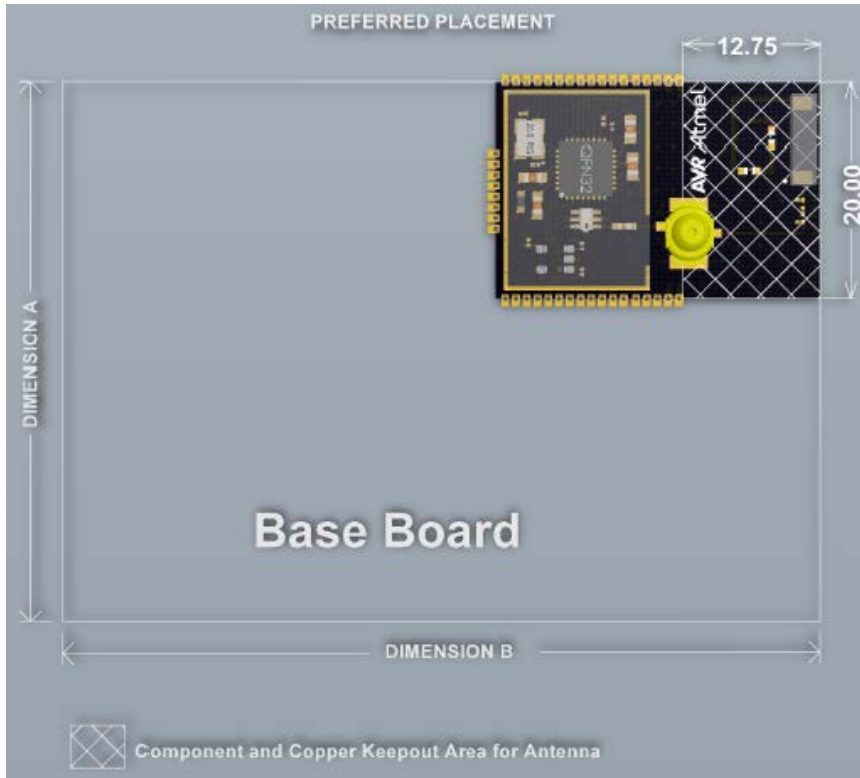 PREFERRED PLACEMENT
12.75
AVR Atmel
20.00
QFN32
DIMENSION A
Base Board
DIMENSION B
Component and Copper Keepout Area for Antenna